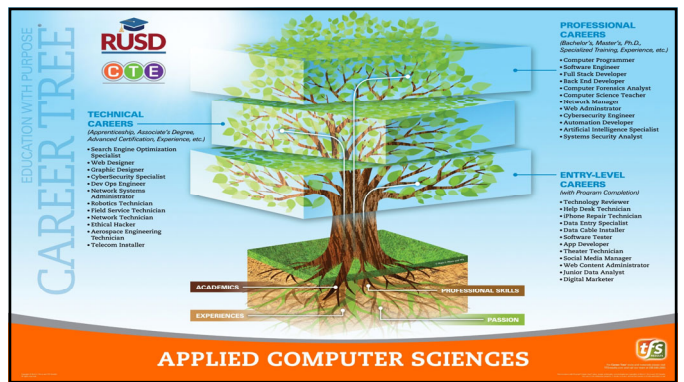 EDUCATION WITH PURPOSE®
CAREER TREE®
RUSD
CTE
TECHNICAL
CAREERS
(Apprenticeship, Associate's Degree,
Advanced Certification, Experience, etc.)
• Search Engine Optimization
Specialist
• Web Designer
• Graphic Designer
• CyberSecurity Specialist
• Dev Ops Engineer
• Network Systems
Administrator
• Robotics Technician
• Field Service Technician
• Network Technician
• Ethical Hacker
• Aerospace Engineering
Technician
• Telecom Installer
PROFESSIONAL
CAREERS
(Bachelor's, Master's, Ph.D.,
Specialized Training, Experience, etc.)
• Computer Programmer
• Software Engineer
• Full Stack Developer
• Back End Developer
• Computer Forensics Analyst
• Computer Science Teacher
• Network Manager
• Web Adminstrator
• Cybersecurity Engineer
• Automation Developer
• Artificial Intelligence Specialist
• Systems Security Analyst
ENTRY-LEVEL
CAREERS
(with Program Completion)
• Technology Reviewer
• Help Desk Technician
• iPhone Repair Technician
• Data Entry Specialist
• Data Cable Installer
• Software Tester
• App Developer
• Theater Technician
• Social Media Manager
• Web Content Administrator
• Junior Data Analyst
• Digital Marketer
ACADEMICS
PROFESSIONAL SKILLS
EXPERIENCES
PASSION
APPLIED COMPUTER SCIENCES
tfs